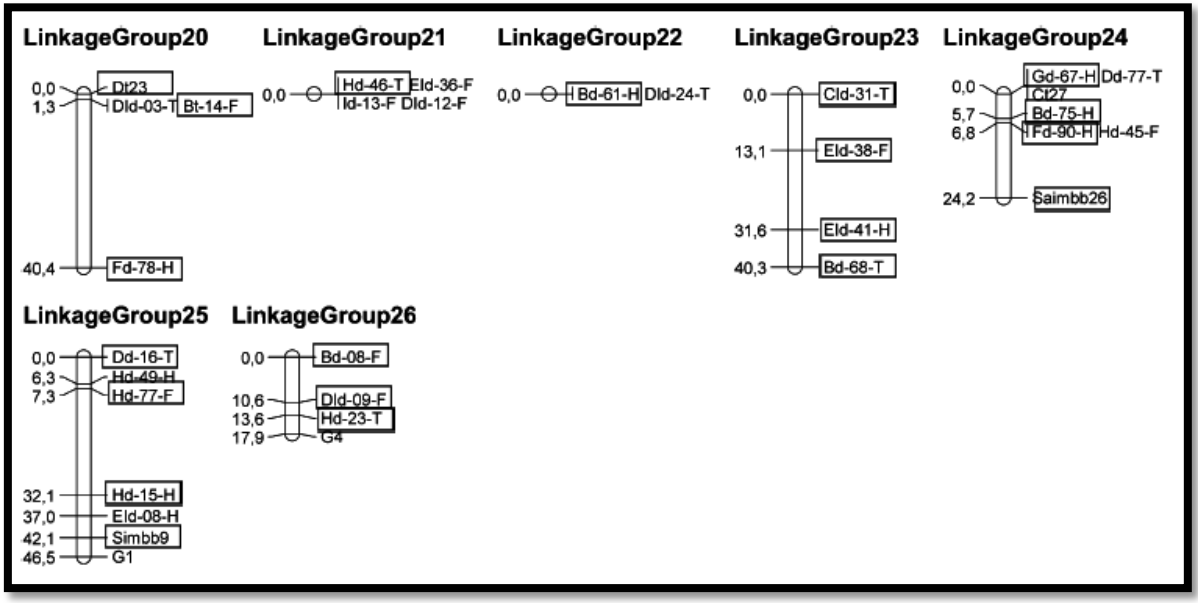 LinkageGroup20
0,0 Dt23
1,3 Dld-03-T Bt-14-F
40,4 Fd-78-H
LinkageGroup21
Hd-46-T Eld-36-F
0,0
Id-13-F Dld-12-F
LinkageGroup22
0,0 Bd-61-H Dld-24-T
LinkageGroup23
0,0 Cld-31-T
13,1 Eld-38-F
31,6 Eld-41-H
40,3 Bd-68-T
LinkageGroup24
Gd-67-H Dd-77-T
0,0 Ct27
5,7 Bd-75-H
6,8 Fd-90-H Hd-45-F
24,2 Saimbb26
LinkageGroup25
0,0 Dd-16-T
6,3 Hd-49-H
7,3 Hd-77-F
32,1 Hd-15-H
37,0 Eld-08-H
42,1 Simbb9
46,5 G1
LinkageGroup26
0,0 Bd-08-F
10,6 Dld-09-F
13,6 Hd-23-T
17,9 G4